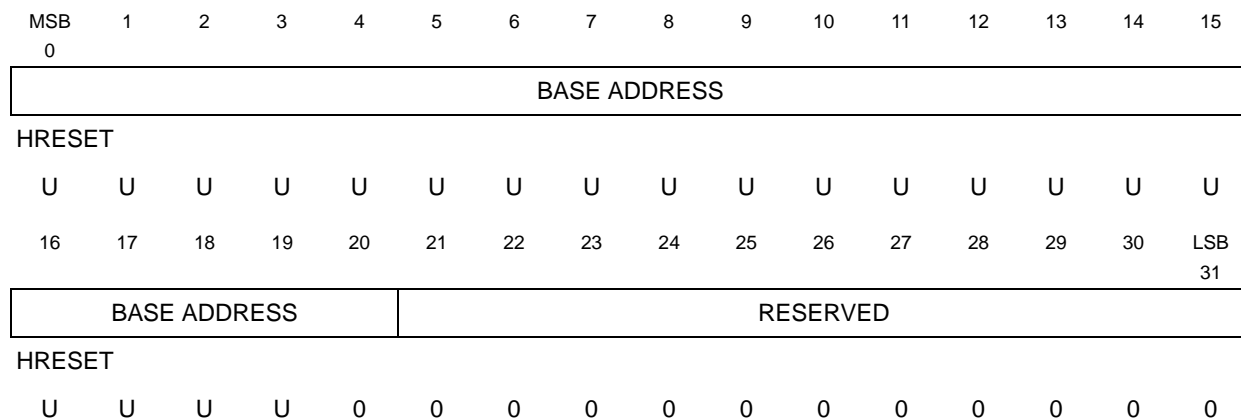 MSB 1 2 3 4 5 6 7 8 9 10 11 12 13 14 15
0
BASE ADDRESS
HRESET
U U U U U U U U U U U U U U U U
16 17 18 19 20 21 22 23 24 25 26 27 28 29 30 LSB
31
BASE ADDRESS RESERVED
HRESET
U U U U 0 0 0 0 0 0 0 0 0 0 0 0